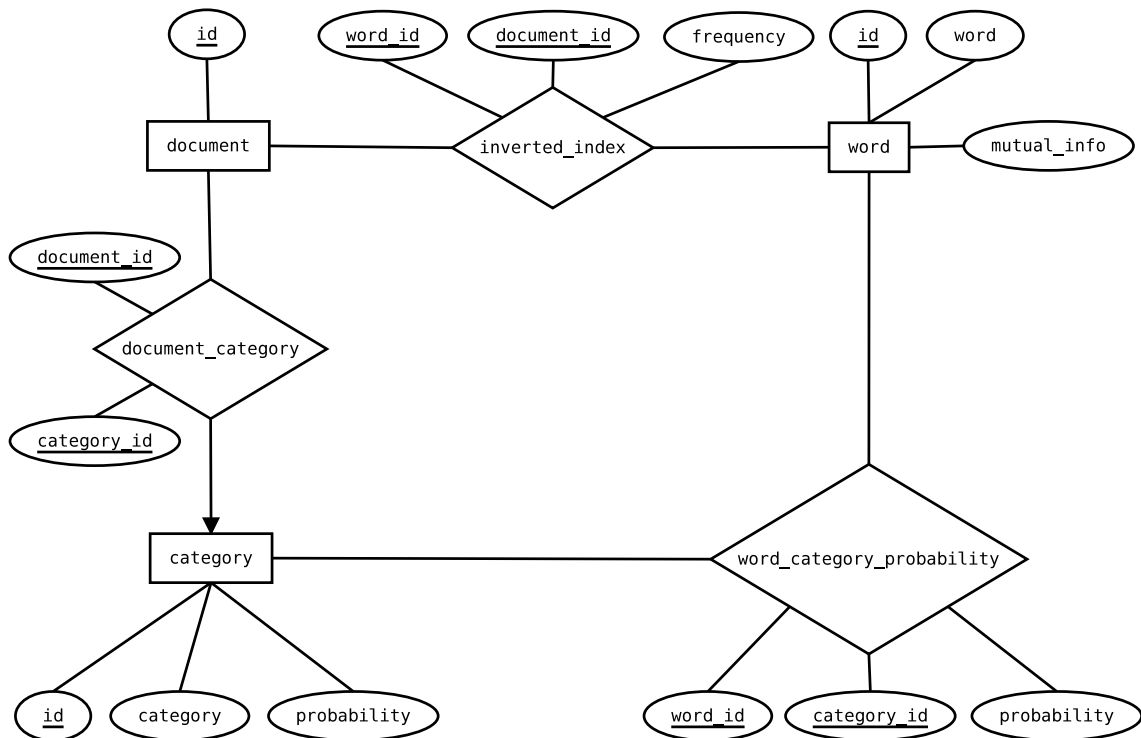 id
word_id
document_id
frequency
id
word
document
inverted_index
word
mutual_info
document_id
document_category
category_id
category
word_category_probability
id
category
probability
word_id
category_id
probability